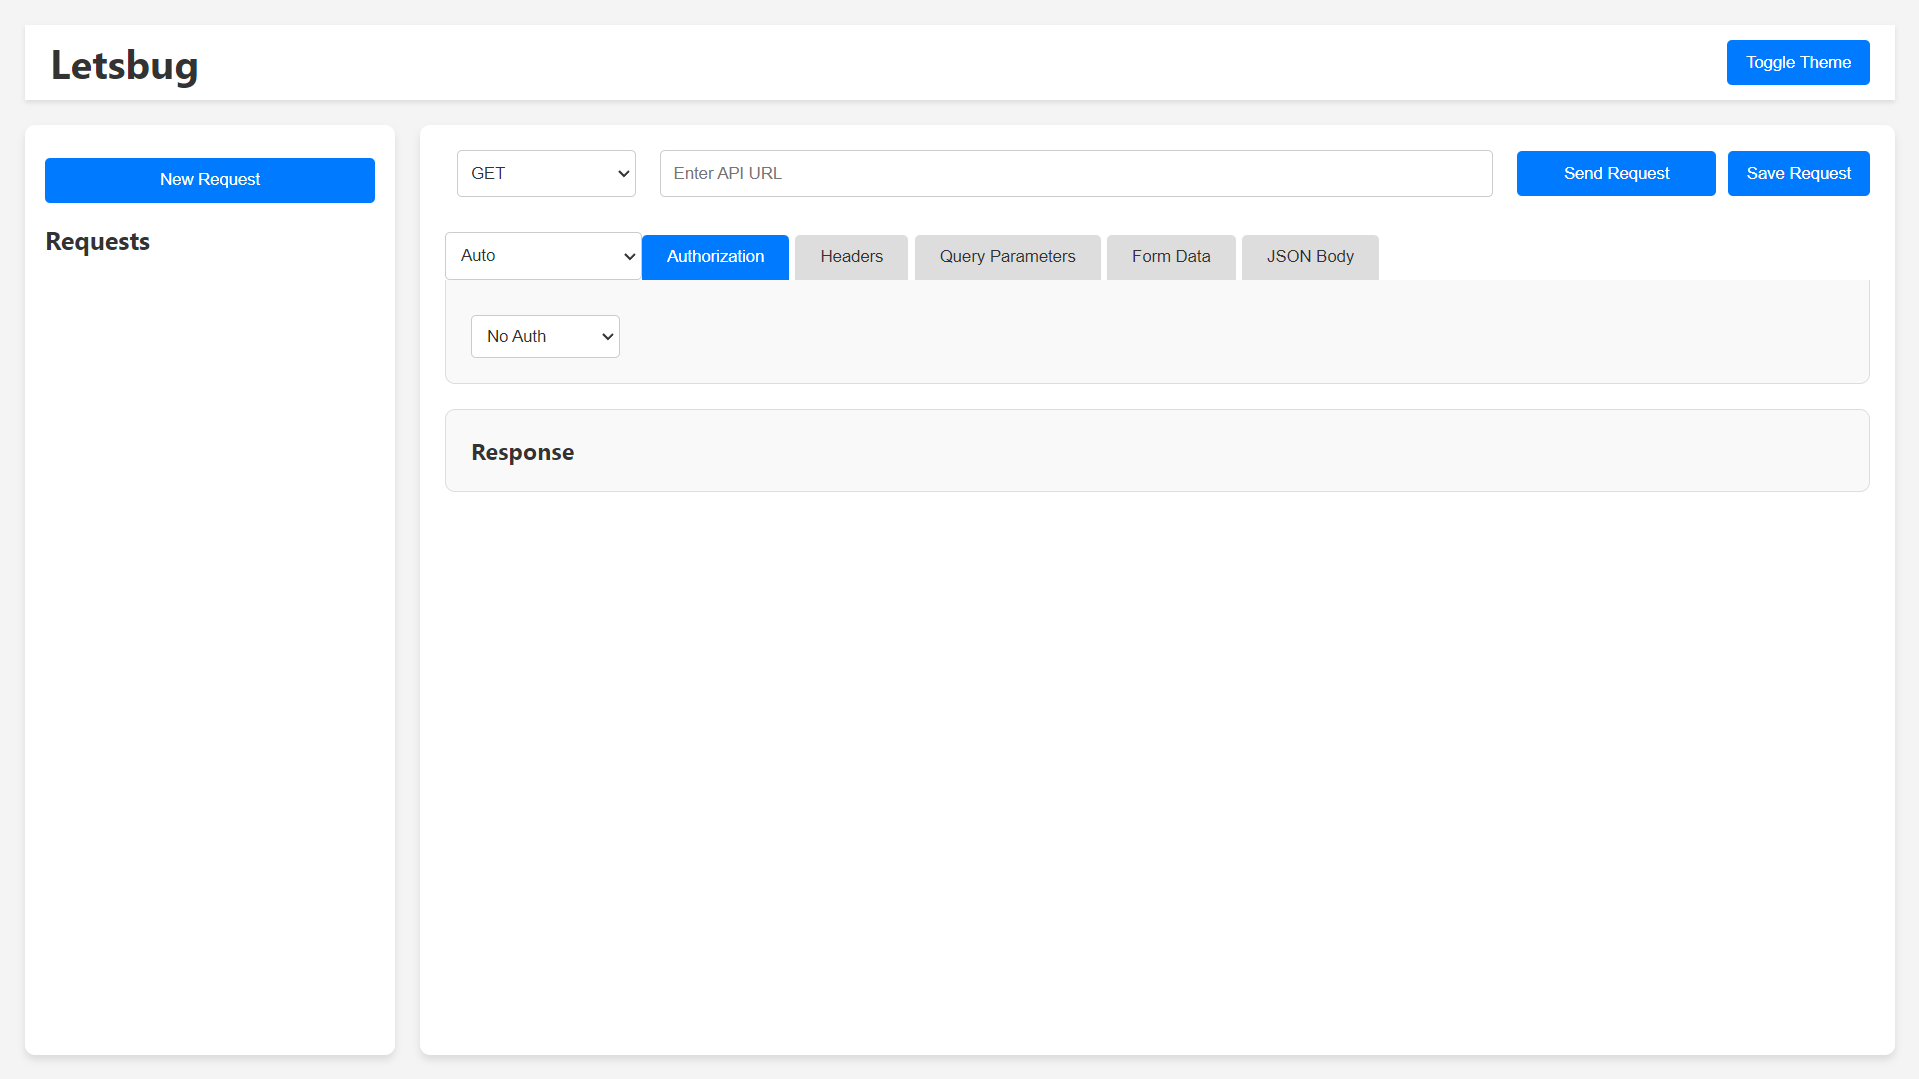 Letsbug
Toggle Theme
New Request
Requests
GET
Enter API URL
Send Request
Save Request
Auto
Authorization
Headers
Query Parameters
Form Data
JSON Body
No Auth
Response